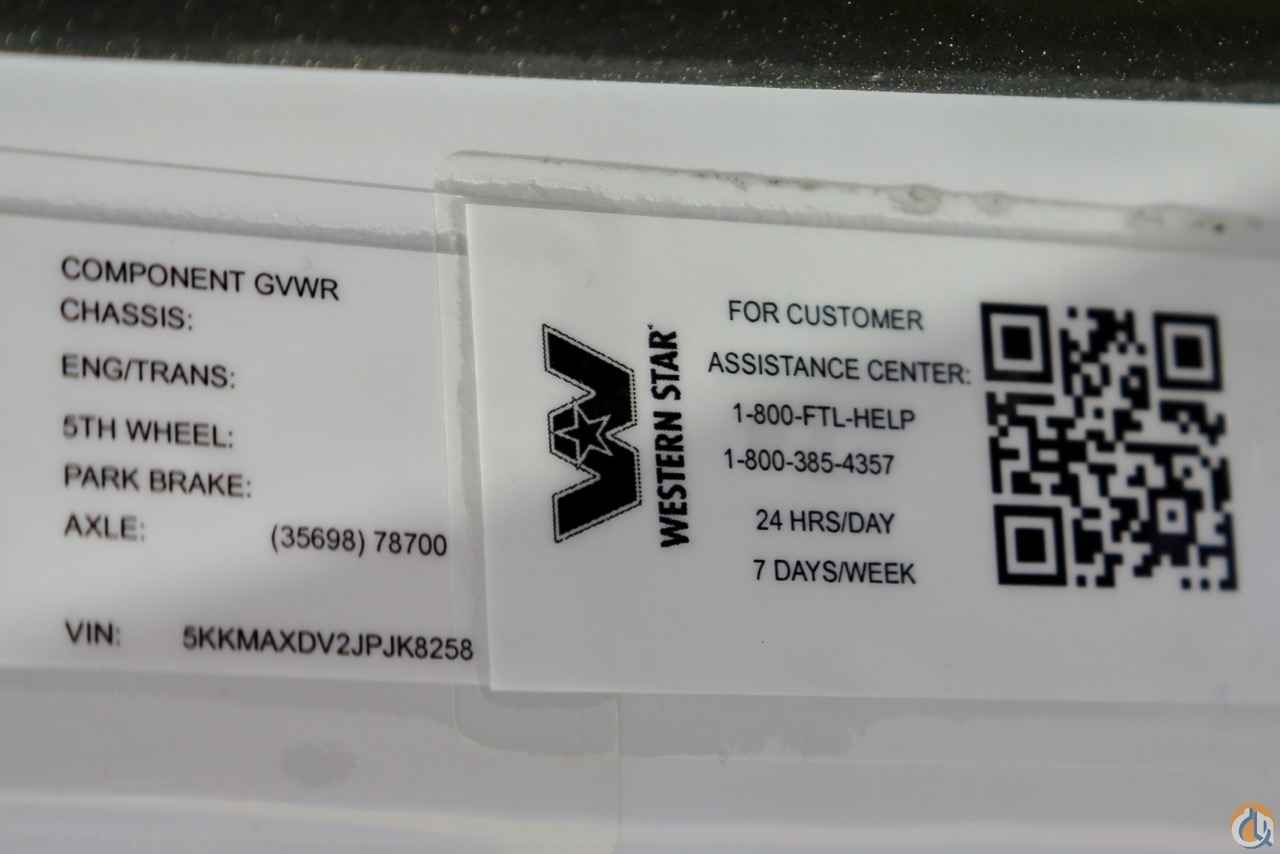 COMPONENT GVWR
CHASSIS:
ENG/TRANS:
5TH WHEEL:
PARK BRAKE:
AXLE: (35698) 78700
VIN: 5KKMAXDV2JPJK8258
WESTERN STAR
FOR CUSTOMER
ASSISTANCE CENTER:
1-800-FTL-HELP
1-800-385-4357
24 HRS/DAY
7 DAYS/WEEK